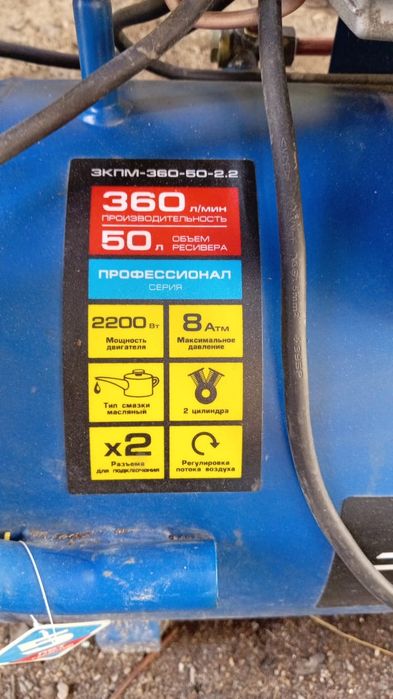 ЗКПМ-360-50-2.2
360 л/мин
ПРОИЗВОДИТЕЛЬНОСТЬ
50 л ОБЪЕМ
РЕСИВЕРА
ПРОФЕССИОНАЛ
СЕРИЯ
2200 Вт
Мощность
двигателя
8 Атм
Максимальное
давление
Тип смазки
масляный
2 цилиндра
x2
Разъема
для подключения
Регулировка
потока воздуха